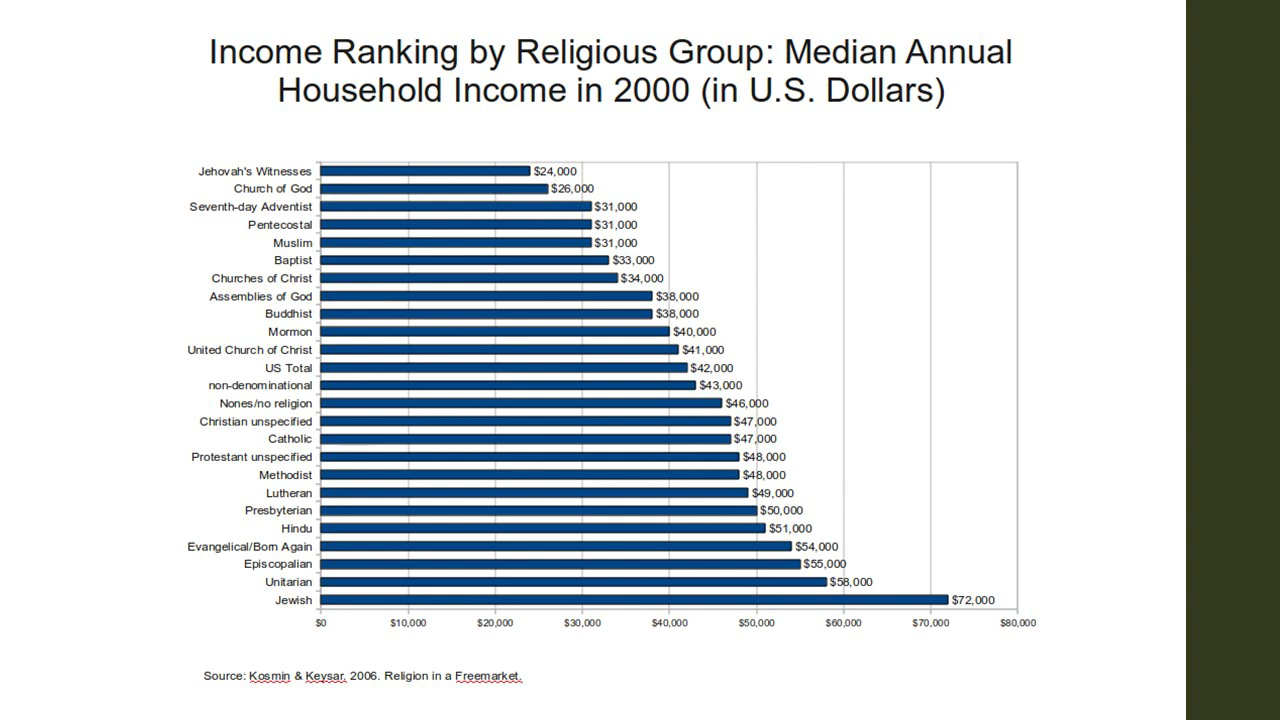 Income Ranking by Religious Group: Median Annual
Household Income in 2000 (in U.S. Dollars)
Jehovah's Witnesses $24,000
Church of God $26,000
Seventh-day Adventist $31,000
Pentecostal $31,000
Muslim $31,000
Baptist $33,000
Churches of Christ $34,000
Assemblies of God $38,000
Buddhist $38,000
Mormon $40,000
United Church of Christ $41,000
US Total $42,000
non-denominational $43,000
Nones/no religion $46,000
Christian unspecified $47,000
Catholic $47,000
Protestant unspecified $48,000
Methodist $48,000
Lutheran $49,000
Presbyterian $50,000
Hindu $51,000
Evangelical/Born Again $54,000
Episcopalian $55,000
Unitarian $58,000
Jewish $72,000
$0 $10,000 $20,000 $30,000 $40,000 $50,000 $60,000 $70,000 $80,000
Source: Kosmin & Keysar, 2006. Religion in a Freemarket.